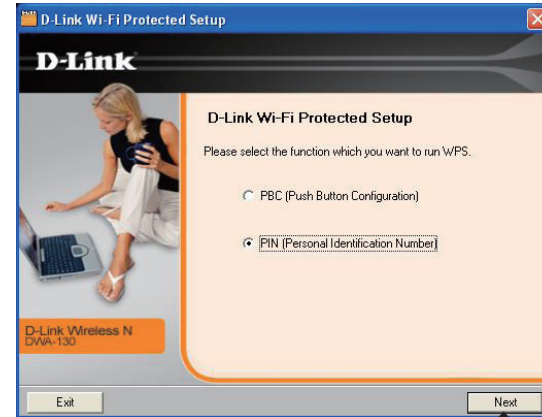 D-Link Wi-Fi Protected Setup
D-Link
D-Link Wi-Fi Protected Setup
Please select the function which you want to run WPS.
PBC (Push Button Configuration)
PIN (Personal Identification Number)
D-Link Wireless N
DWA-130
Exit
Next